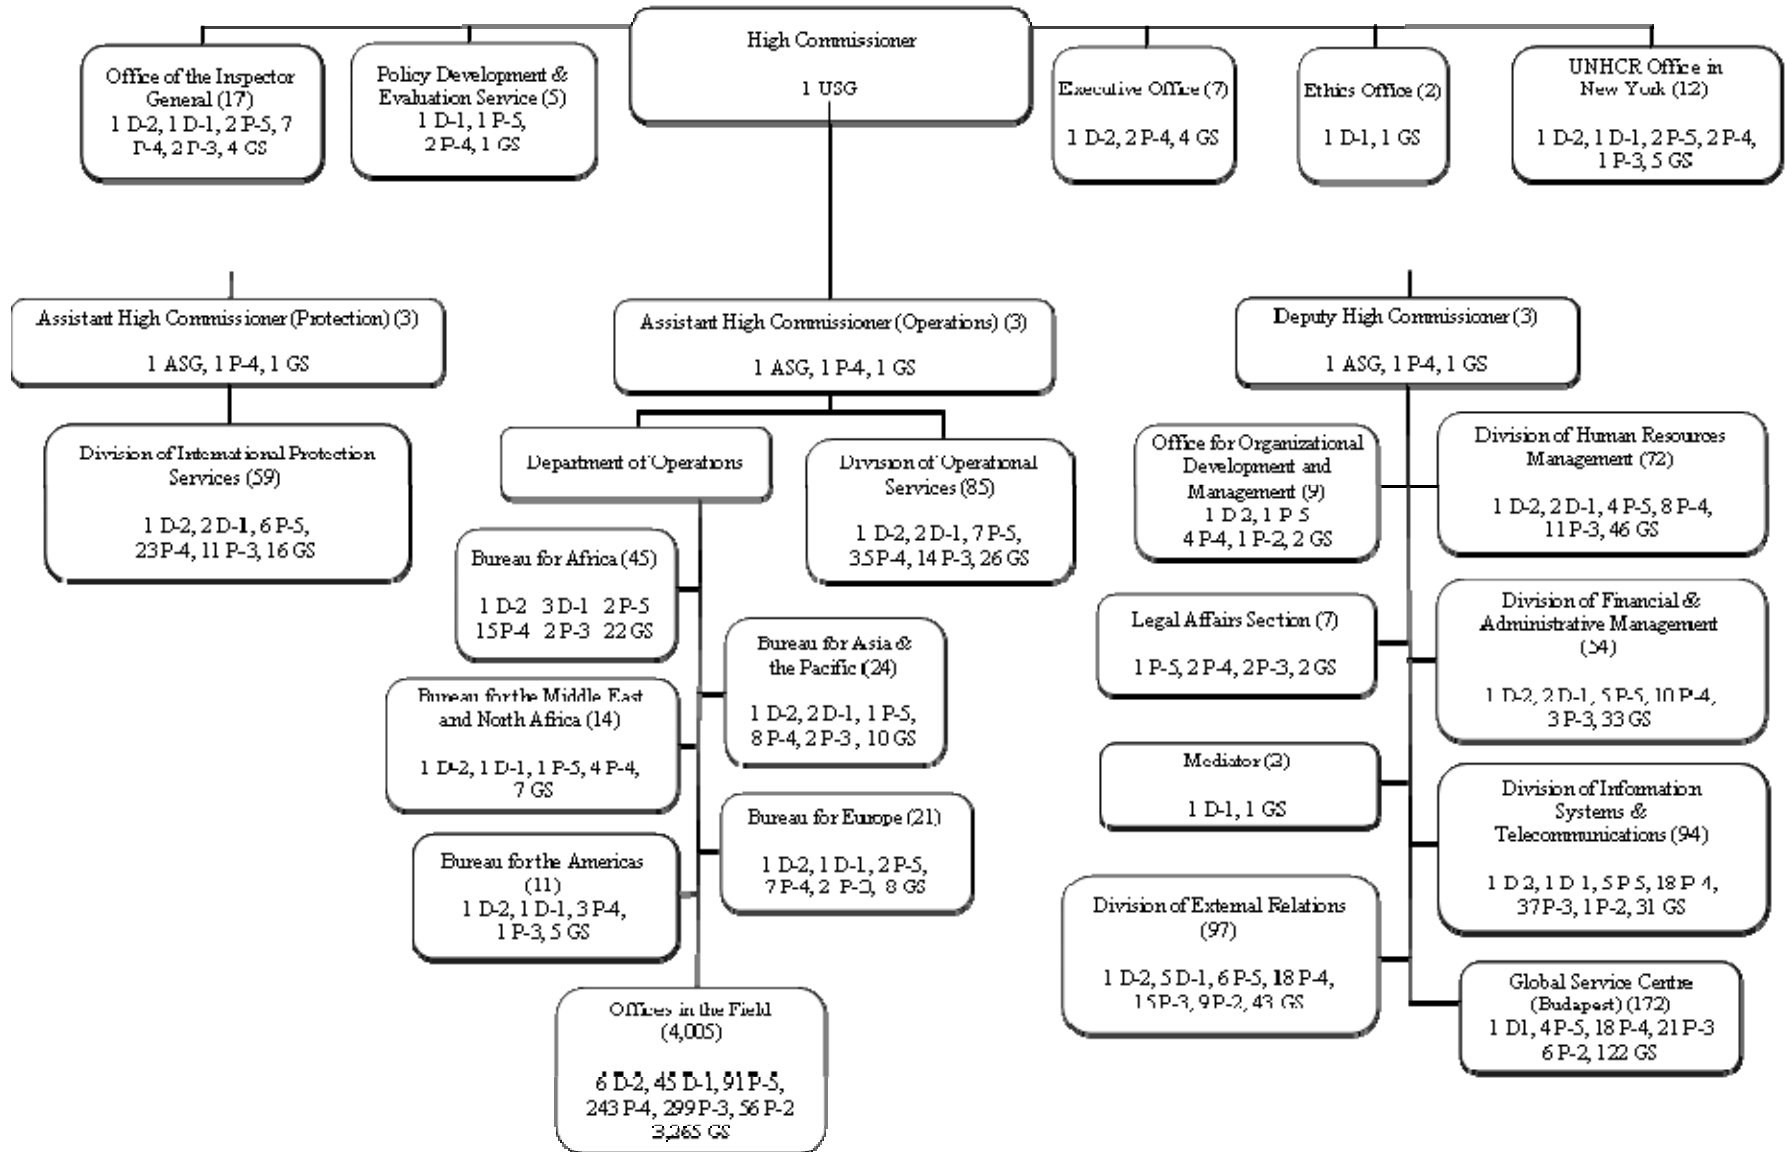 High Commissioner
1 USG
Office of the Inspector
General (17)
1 D-2, 1 D-1, 2 P-5, 7
P-4, 2 P-3, 4 GS
Policy Development &
Evaluation Service (5)
1 D-1, 1 P-5,
2 P-4, 1 GS
Executive Office (7)
1 D-2, 2 P-4, 4 GS
Ethics Office (2)
1 D-1, 1 GS
UNHCR Office in
New York (12)
1 D-2, 1 D-1, 2 P-5, 2 P-4,
1 P-3, 5 GS
Assistant High Commissioner (Protection) (3)
1 ASG, 1 P-4, 1 GS
Assistant High Commissioner (Operations) (3)
1 ASG, 1 P-4, 1 GS
Deputy High Commissioner (3)
1 ASG, 1 P-4, 1 GS
Division of International Protection
Services (59)
1 D-2, 2 D-1, 6 P-5,
23 P-4, 11 P-3, 16 GS
Department of Operations
Division of Operational
Services (85)
1 D-2, 2 D-1, 7 P-5,
35 P-4, 14 P-3, 26 GS
Bureau for Africa (45)
1 D-2 3 D-1 2 P-5
15 P-4 2 P-3 22 GS
Bureau for Asia &
the Pacific (24)
1 D-2, 2 D-1, 1 P-5,
8 P-4, 2 P-3, 10 GS
Bureau for the Middle East
and North Africa (14)
1 D-2, 1 D-1, 1 P-5, 4 P-4,
7 GS
Bureau for Europe (21)
1 D-2, 1 D-1, 2 P-5,
7 P-4, 2 P-3, 8 GS
Bureau for the Americas
(11)
1 D-2, 1 D-1, 3 P-4,
1 P-3, 5 GS
Offices in the Field
(4,005)
6 D-2, 45 D-1, 91 P-5,
243 P-4, 299 P-3, 56 P-2
3,265 GS
Office for Organizational
Development and
Management (9)
1 D 2, 1 P 5
4 P-4, 1 P-2, 2 GS
Division of Human Resources
Management (72)
1 D-2, 2 D-1, 4 P-5, 8 P-4,
11 P-3, 46 GS
Legal Affairs Section (7)
1 P-5, 2 P-4, 2 P-3, 2 GS
Division of Financial &
Administrative Management
(54)
1 D-2, 2 D-1, 5 P-5, 10 P-4,
3 P-3, 33 GS
Mediator (2)
1 D-1, 1 GS
Division of Information
Systems &
Telecommunications (94)
1 D 2, 1 D 1, 5 P 5, 18 P 4,
37 P-3, 1 P-2, 31 GS
Division of External Relations
(97)
1 D-2, 5 D-1, 6 P-5, 18 P-4,
15 P-3, 9 P-2, 43 GS
Global Service Centre
(Budapest) (172)
1 D1, 4 P-5, 18 P-4, 21 P-3
6 P-2, 122 GS